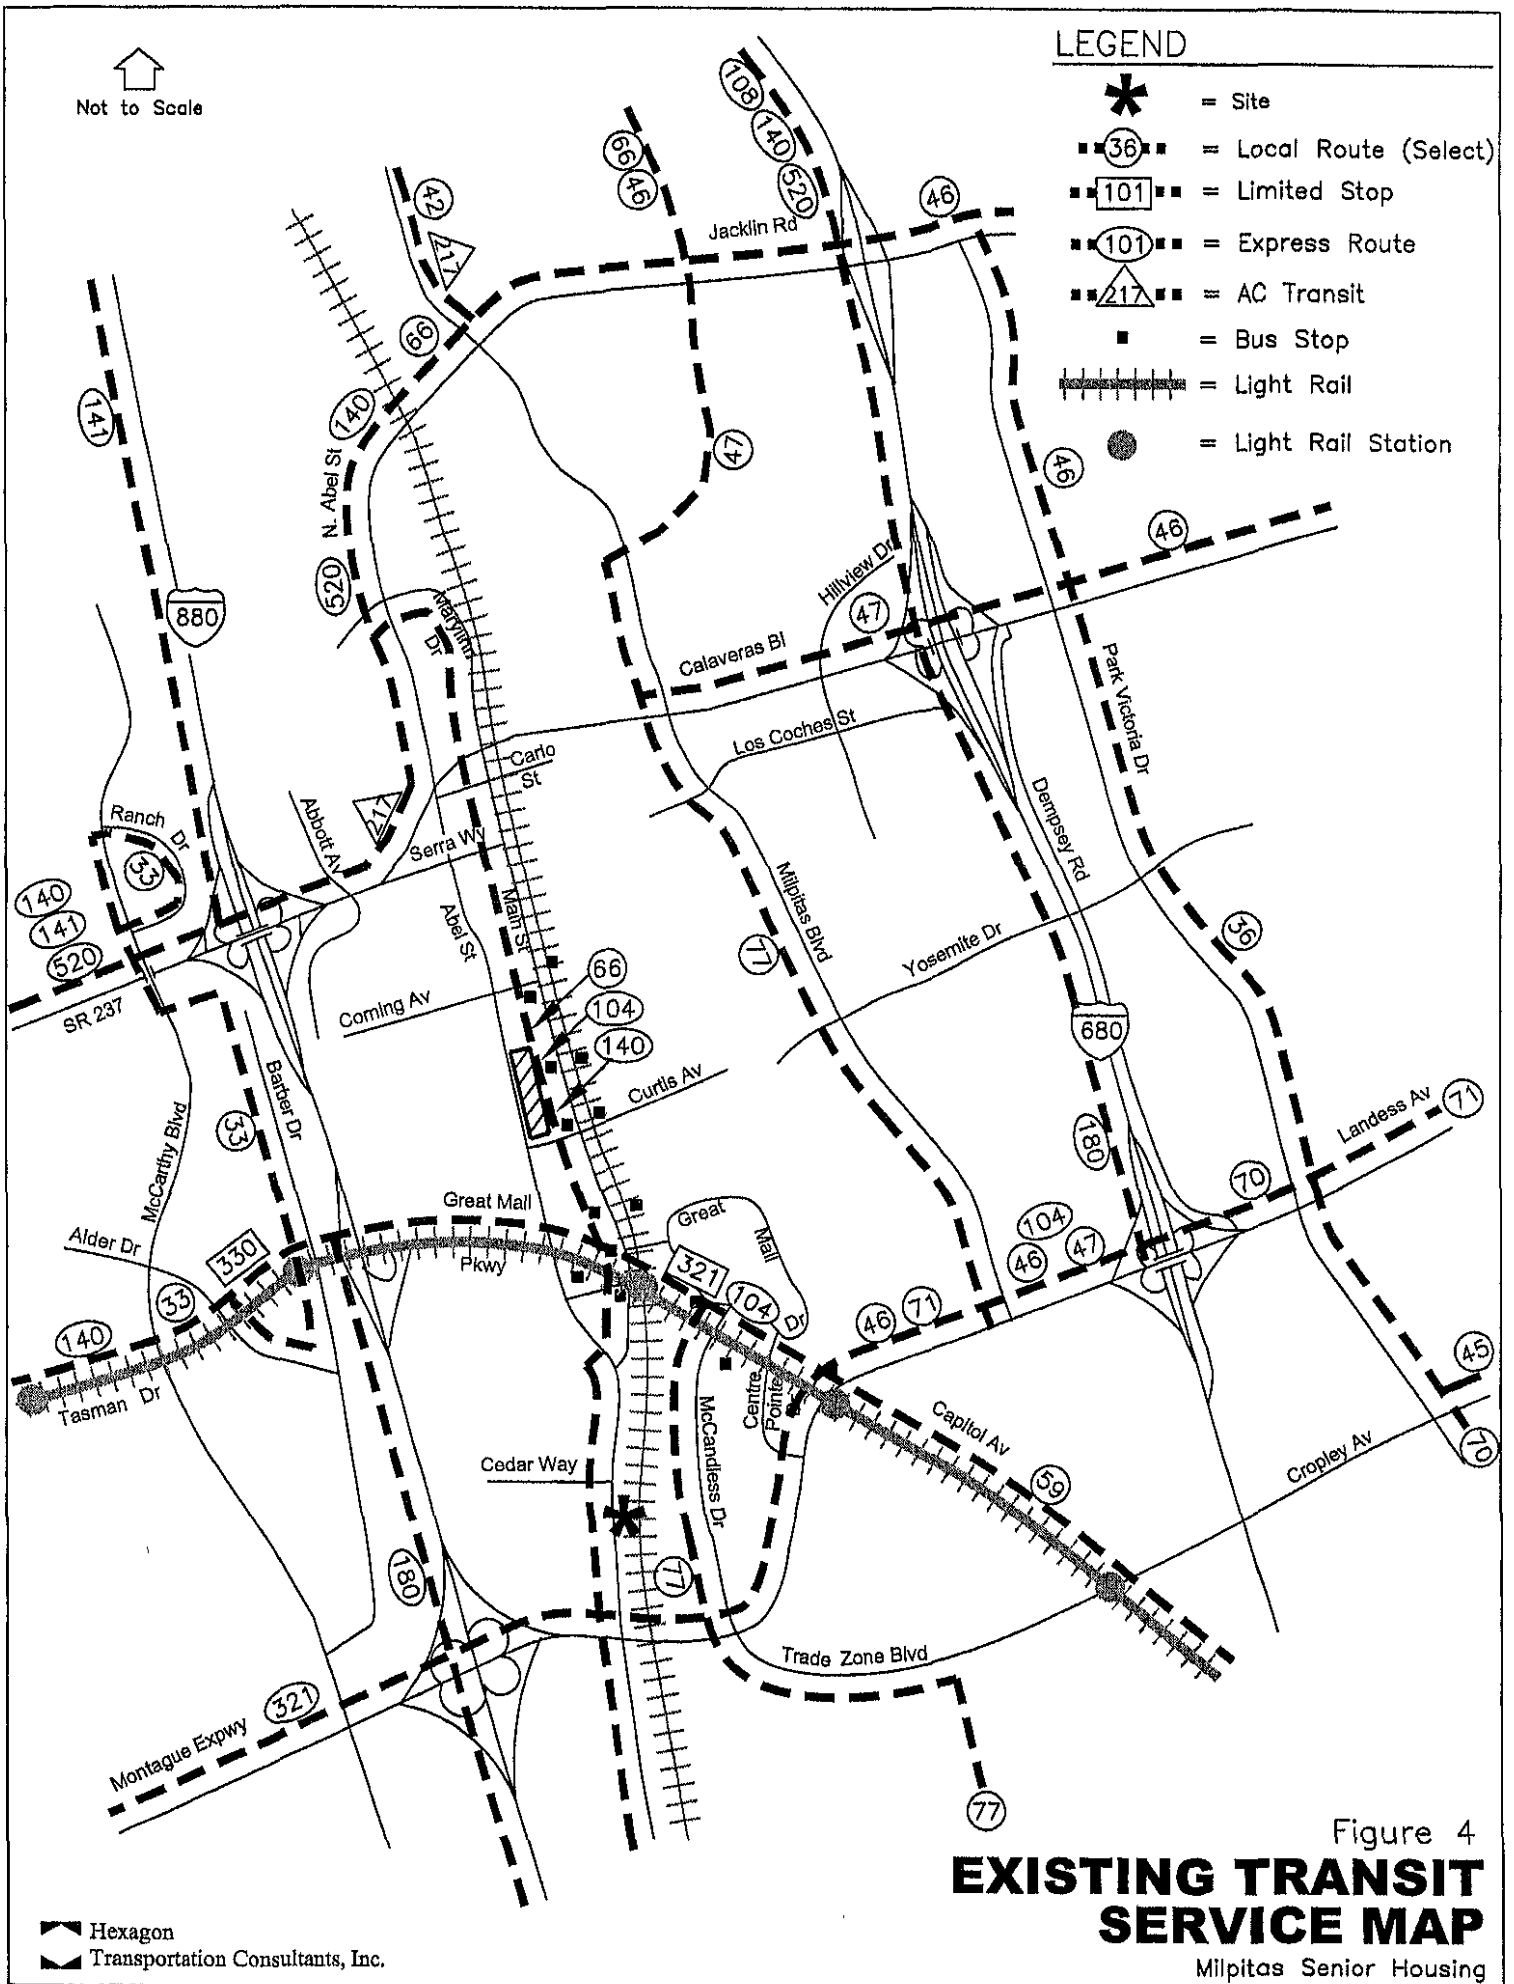 Not to Scale
LEGEND
= Site
36 = Local Route (Select)
101 = Limited Stop
101 = Express Route
217 = AC Transit
= Bus Stop
= Light Rail
= Light Rail Station
108
140
520
66
46
42
217
46
Jacklin Rd
66
140
141
N. Abel St
520
47
46
46
880
Marylinn
Dr
Hillview Dr
47
Calaveras Bl
Los Coches St
Park Victoria Dr
Carlo
St
217
Abbott Av
Serra Wy
Ranch Dr
33
Dempsey Rd
140
141
520
SR 237
Abel St
Main St
Milpitas Blvd
77
Yosemite Dr
36
66
104
140
Corning Av
Curtis Av
680
Barber Dr
33
McCarthy Blvd
180
Landess Av
71
70
Great Mall
Pkwy
Great
Mall
Dr
Alder Dr
330
321
104
104
46
47
33
140
46
71
Tasman Dr
45
70
Centre
Pointe
McCandless Dr
Capitol Av
59
Cropley Av
Cedar Way
77
180
Trade Zone Blvd
321
Montague Expwy
77
Figure 4
EXISTING TRANSIT
SERVICE MAP
Milpitas Senior Housing
Hexagon
Transportation Consultants, Inc.